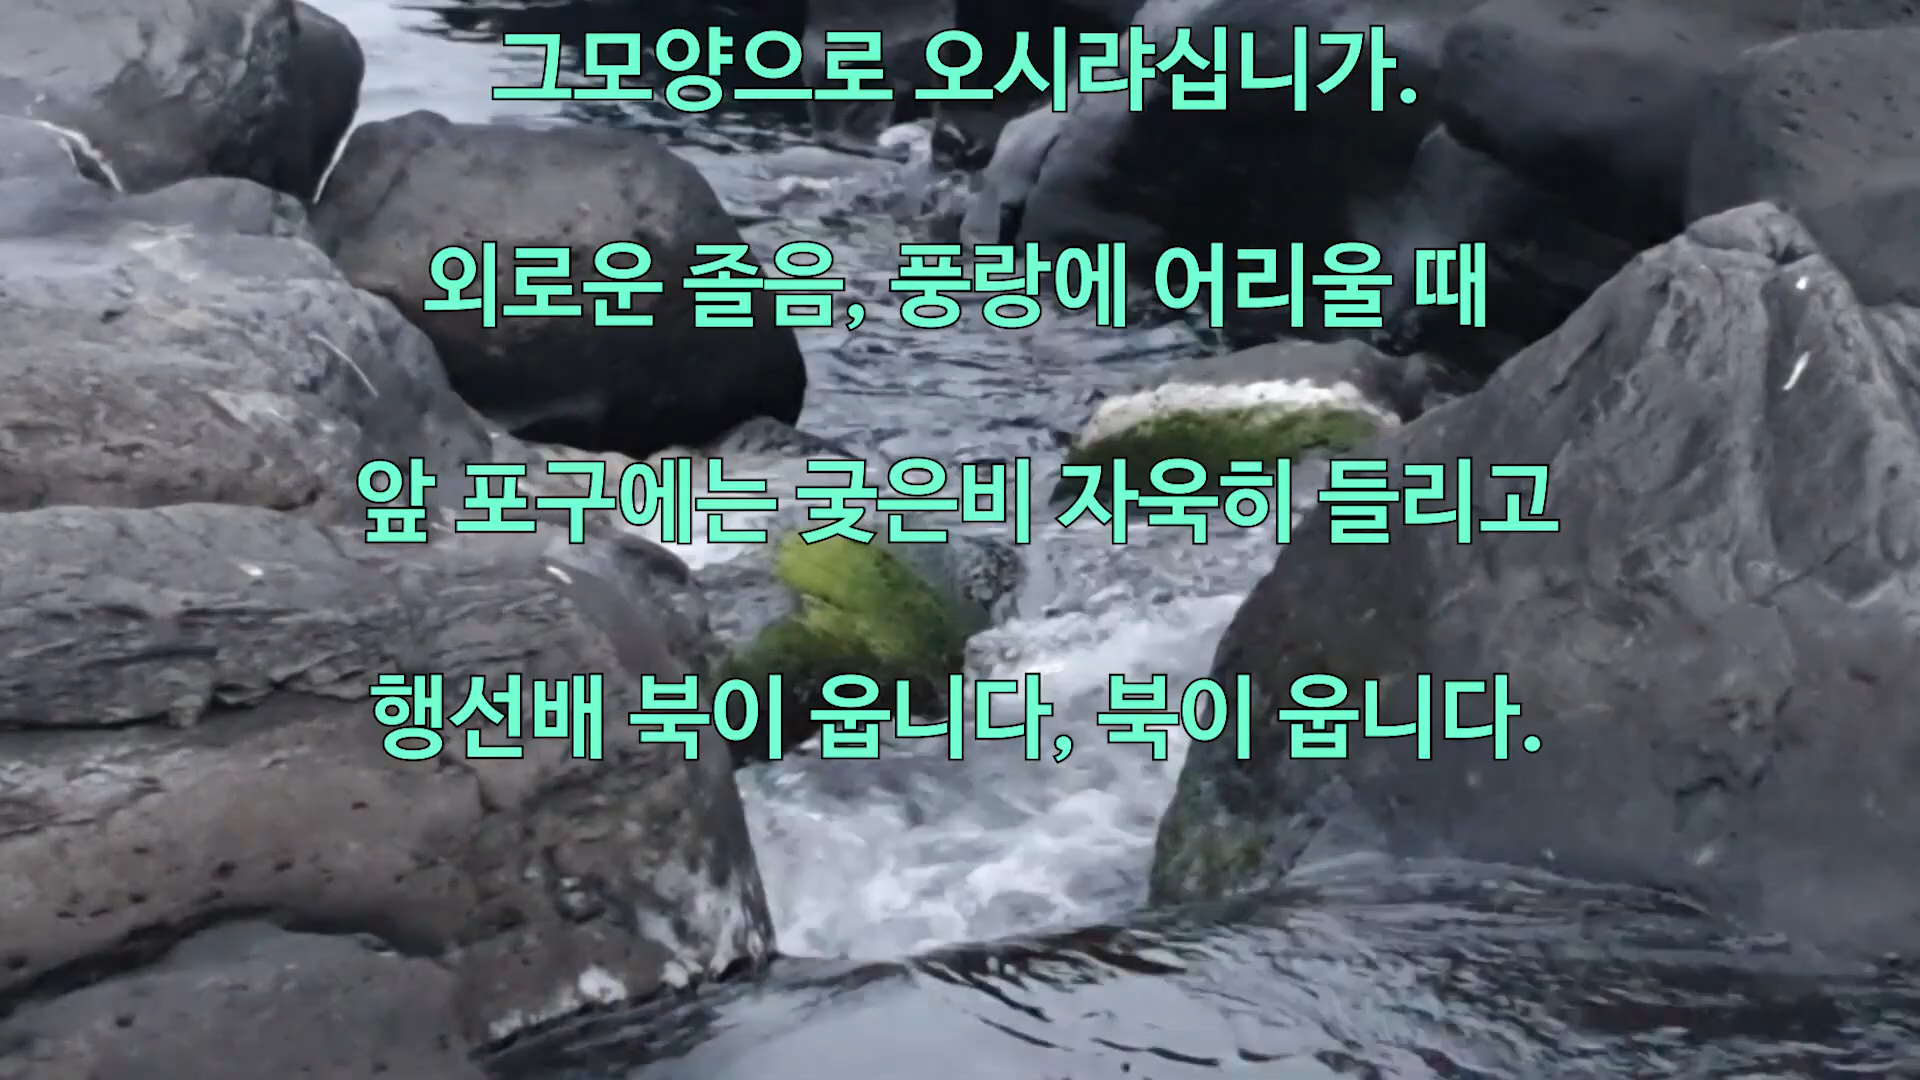 그모양으로 오시랴십니가.
외로운 졸음, 풍랑에 어리울 때
앞 포구에는 궂은비 자욱히 들리고
행선배 북이 웁니다, 북이 웁니다.